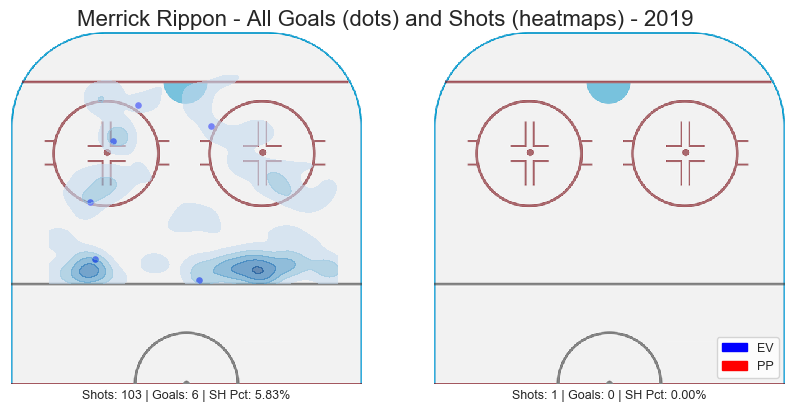 Merrick Rippon - All Goals (dots) and Shots (heatmaps) - 2019
EV
PP
Shots: 103 | Goals: 6 | SH Pct: 5.83%
Shots: 1 | Goals: 0 | SH Pct: 0.00%